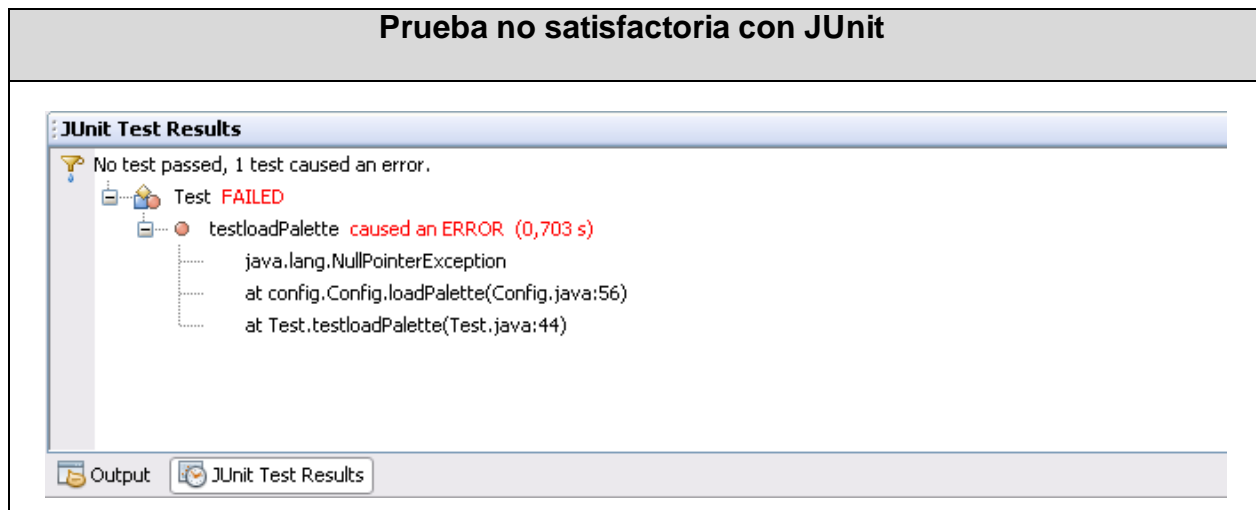 Prueba no satisfactoria con JUnit
JUnit Test Results
No test passed, 1 test caused an error.
Test FAILED
testloadPalette caused an ERROR (0,703 s)
java.lang.NullPointerException
at config.Config.loadPalette(Config.java:56)
at Test.testloadPalette(Test.java:44)
Output JUnit Test Results